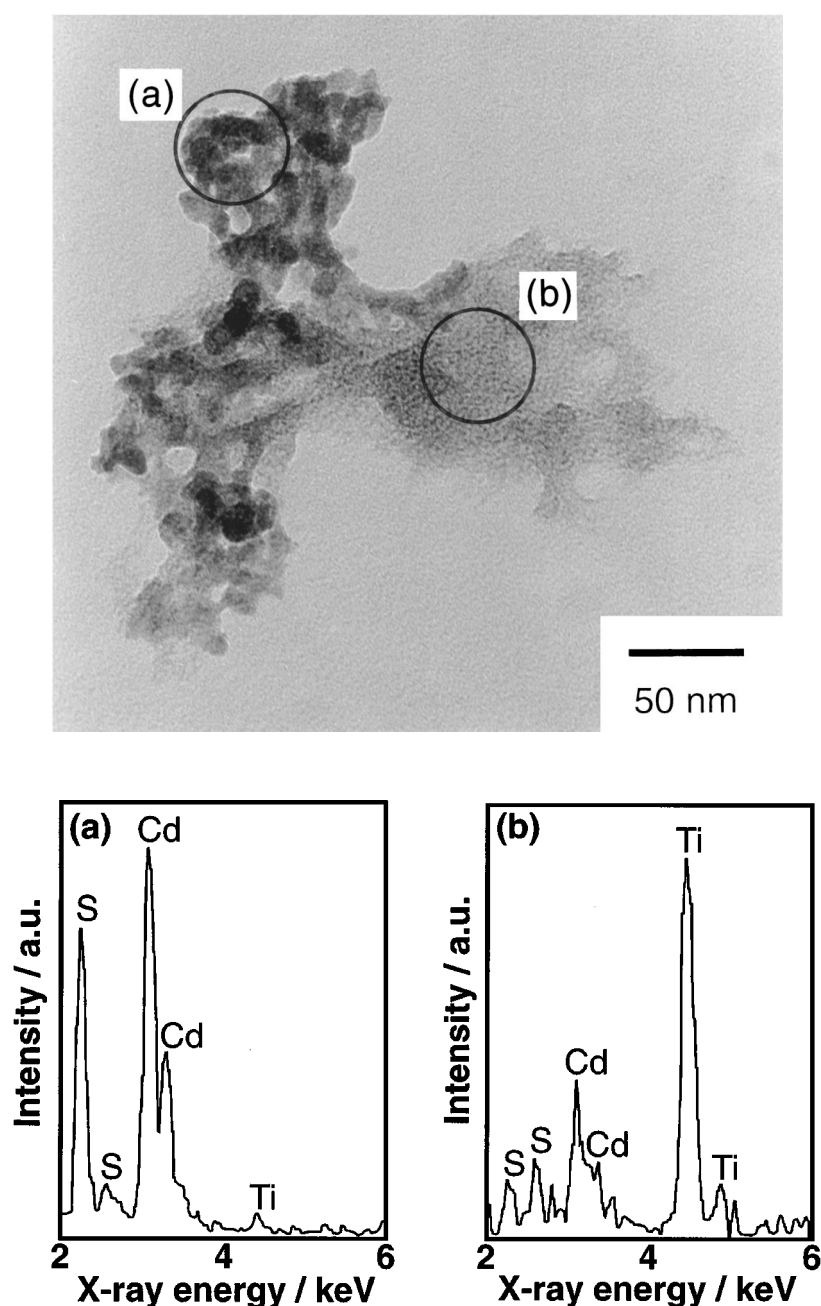 (a)
(b)
50 nm
(a)
Cd
S
Cd
S
Ti
Intensity / a.u.
2 4 6
X-ray energy / keV
(b)
Ti
Cd
S
S
Cd
Ti
Intensity / a.u.
2 4 6
X-ray energy / keV